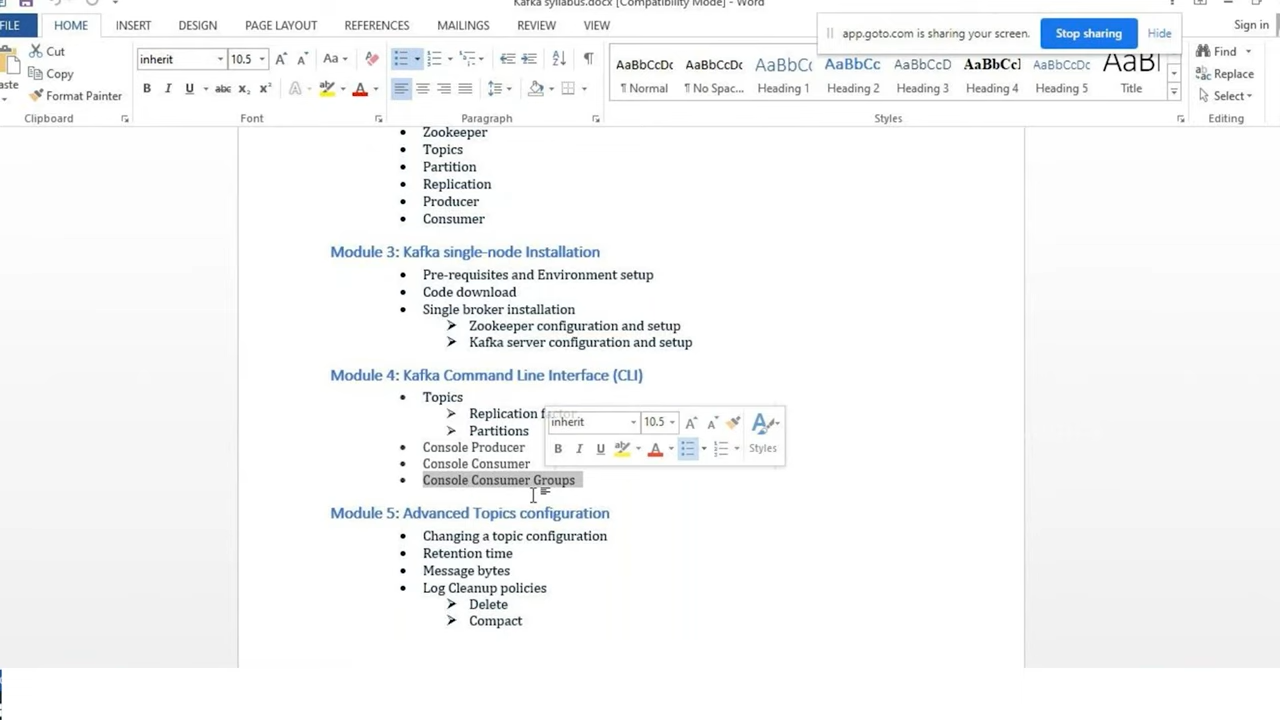 Kafka syllabus.docx [Compatibility Mode] - Word
FILE HOME INSERT DESIGN PAGE LAYOUT REFERENCES MAILINGS REVIEW VIEW
Sign in
app.goto.com is sharing your screen. Stop sharing Hide
Cut
Copy
Format Painter
Clipboard
inherit 10.5
Font
Paragraph
AaBbCcDc AaBbCcDc AaBbCc AaBbCc AaBbCcD AaBbCcI AaBbCcDc AaBI
¶ Normal ¶ No Spac... Heading 1 Heading 2 Heading 3 Heading 4 Heading 5 Title
Styles
Find
Replace
Select
Editing
• Zookeeper
• Topics
• Partition
• Replication
• Producer
• Consumer
Module 3: Kafka single-node Installation
• Pre-requisites and Environment setup
• Code download
• Single broker installation
➤ Zookeeper configuration and setup
➤ Kafka server configuration and setup
Module 4: Kafka Command Line Interface (CLI)
• Topics
➤ Replication factor
➤ Partitions
• Console Producer
• Console Consumer
• Console Consumer Groups
inherit 10.5
B I U
Styles
Module 5: Advanced Topics configuration
• Changing a topic configuration
• Retention time
• Message bytes
• Log Cleanup policies
➤ Delete
➤ Compact